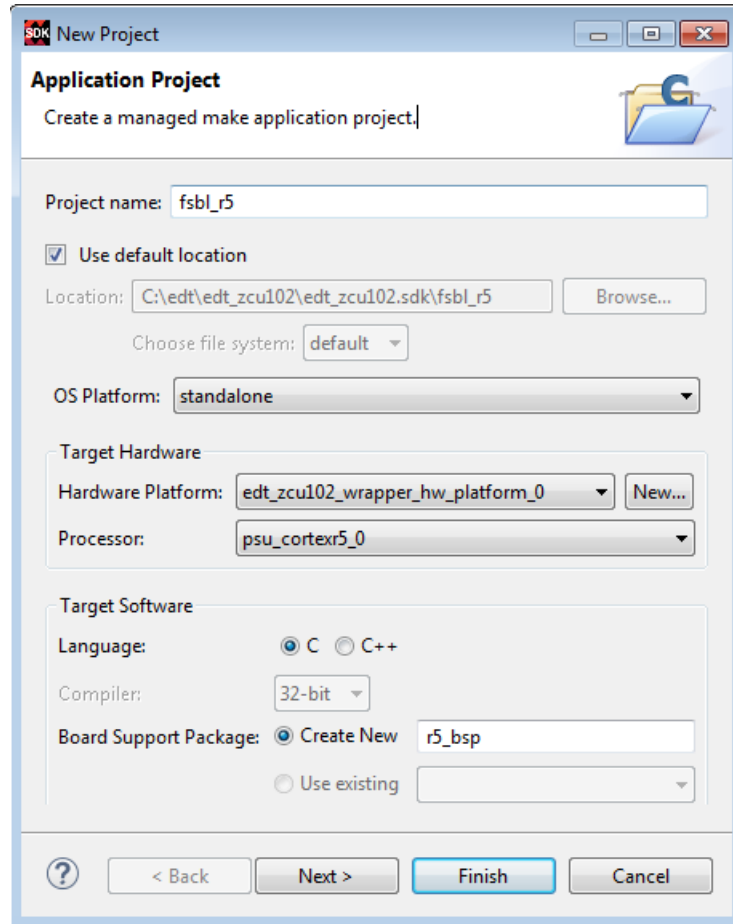 SDK New Project
Application Project
Create a managed make application project.
C
Project name: fsbl_r5
Use default location
Location: C:\edt\edt_zcu102\edt_zcu102.sdk\fsbl_r5 Browse...
Choose file system: default
OS Platform: standalone
Target Hardware
Hardware Platform: edt_zcu102_wrapper_hw_platform_0 New...
Processor: psu_cortexr5_0
Target Software
Language: C C++
Compiler: 32-bit
Board Support Package: Create New r5_bsp
Use existing
? < Back Next > Finish Cancel